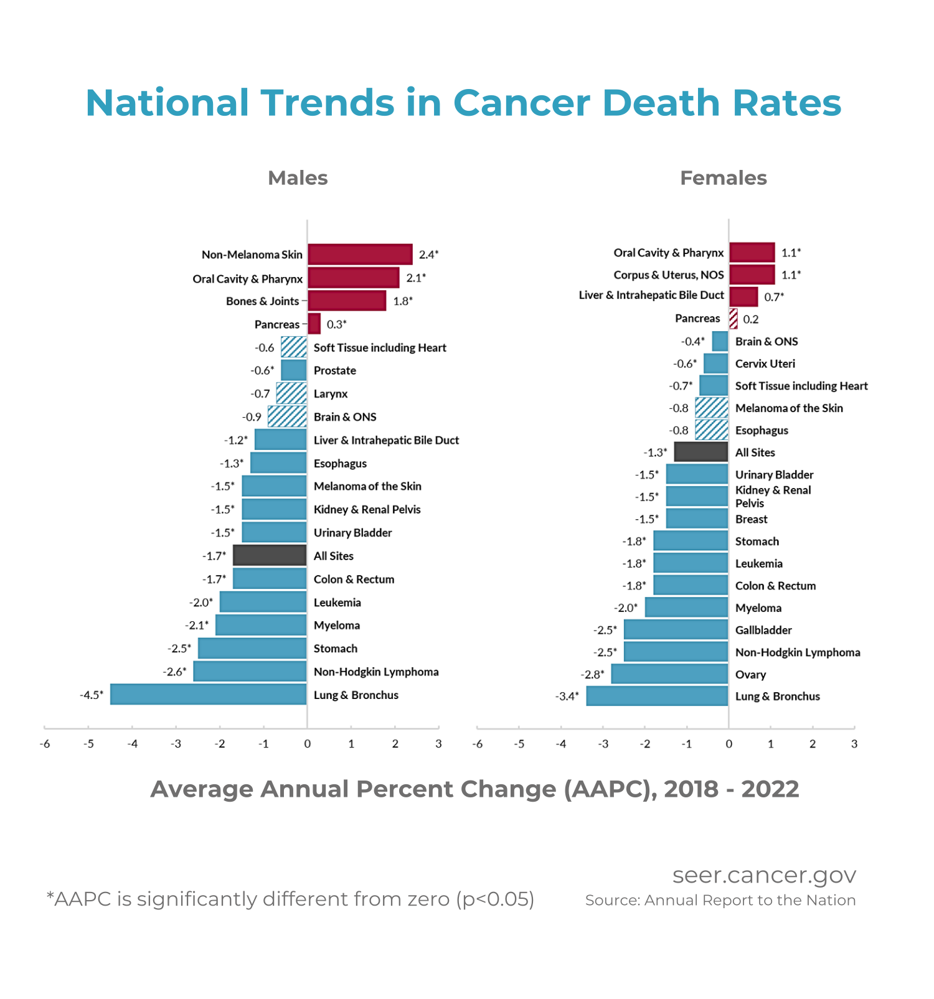 National Trends in Cancer Death Rates
Males
Non-Melanoma Skin 2.4*
Oral Cavity & Pharynx 2.1*
Bones & Joints 1.8*
Pancreas 0.3*
-0.6 Soft Tissue including Heart
-0.6* Prostate
-0.7 Larynx
-0.9 Brain & ONS
-1.2* Liver & Intrahepatic Bile Duct
-1.3* Esophagus
-1.5* Melanoma of the Skin
-1.5* Kidney & Renal Pelvis
-1.5* Urinary Bladder
-1.7* All Sites
-1.7* Colon & Rectum
-2.0* Leukemia
-2.1* Myeloma
-2.5* Stomach
-2.6* Non-Hodgkin Lymphoma
-4.5* Lung & Bronchus
-6 -5 -4 -3 -2 -1 0 1 2 3
Females
Oral Cavity & Pharynx 1.1*
Corpus & Uterus, NOS 1.1*
Liver & Intrahepatic Bile Duct 0.7*
Pancreas 0.2
-0.4* Brain & ONS
-0.6* Cervix Uteri
-0.7* Soft Tissue including Heart
-0.8 Melanoma of the Skin
-0.8 Esophagus
-1.3* All Sites
-1.5* Urinary Bladder
-1.5* Kidney & Renal
Pelvis
-1.5* Breast
-1.8* Stomach
-1.8* Leukemia
-1.8* Colon & Rectum
-2.0* Myeloma
-2.5* Gallbladder
-2.5* Non-Hodgkin Lymphoma
-2.8* Ovary
-3.4* Lung & Bronchus
-6 -5 -4 -3 -2 -1 0 1 2 3
Average Annual Percent Change (AAPC), 2018 - 2022
*AAPC is significantly different from zero (p<0.05)
seer.cancer.gov
Source: Annual Report to the Nation